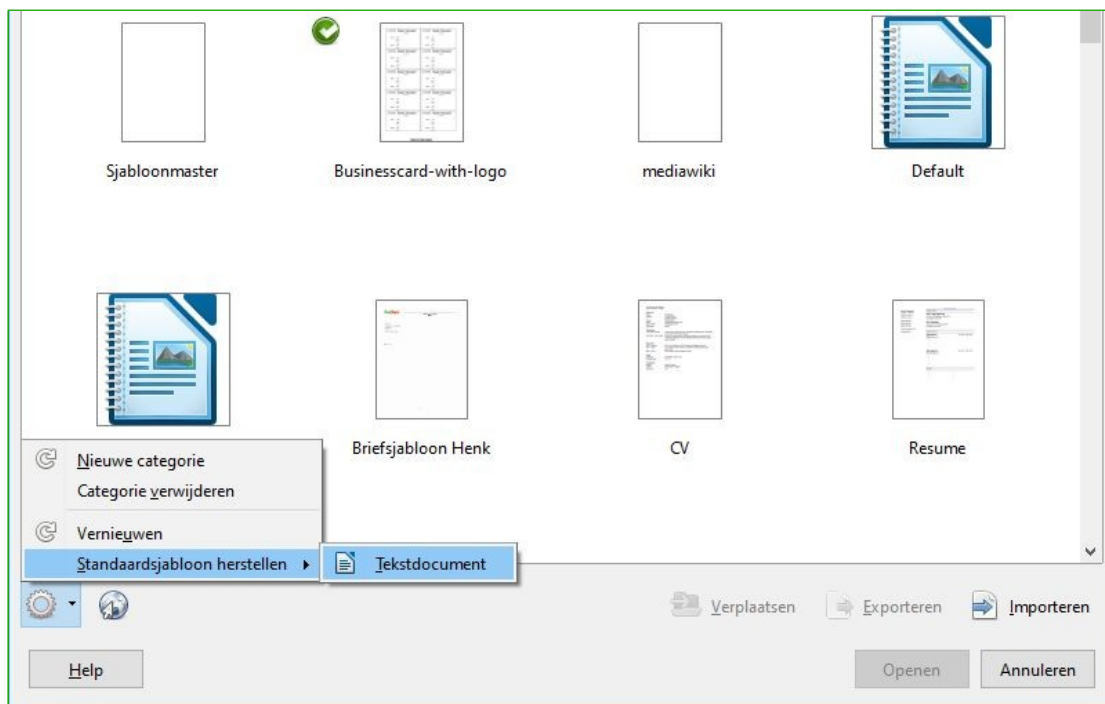 Sjabloonmaster
Businesscard-with-logo
mediawiki
Default
Briefsjabloon Henk
CV
Resume
Nieuwe categorie
Categorie verwijderen
Vernieuwen
Standaardsjabloon herstellen
Tekstdocument
Verplaatsen
Exporteren
Importeren
Help
Openen
Annuleren